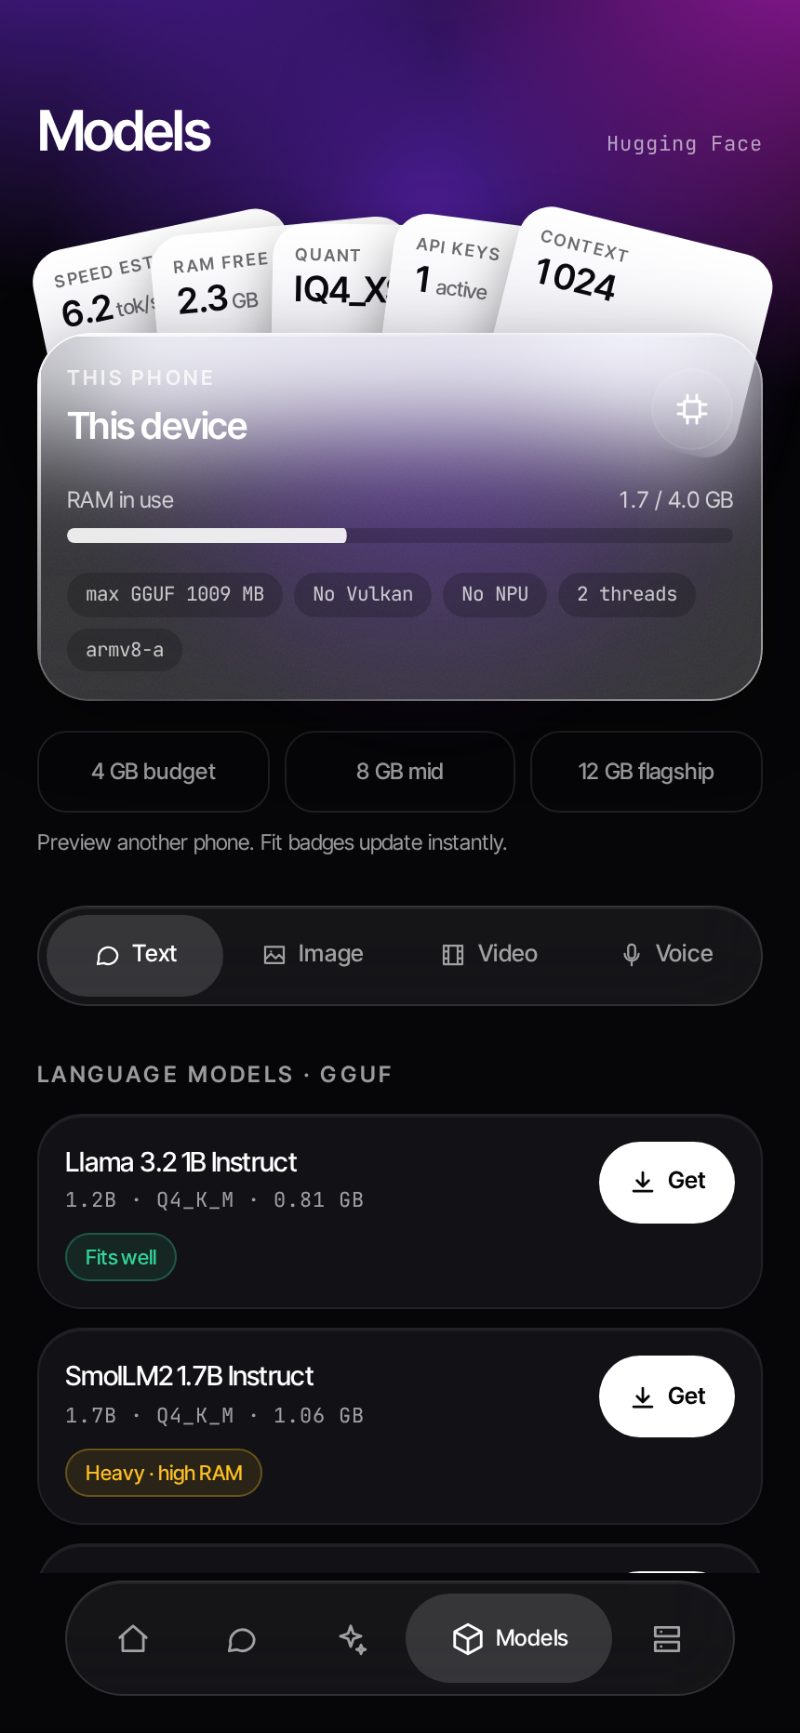 Models
Hugging Face
SPEED EST
6.2 tok/s
RAM FREE
2.3 GB
QUANT
IQ4_XS
API KEYS
1 active
CONTEXT
1024
THIS PHONE
This device
RAM in use
1.7 / 4.0 GB
max GGUF 1009 MB
No Vulkan
No NPU
2 threads
armv8-a
4 GB budget
8 GB mid
12 GB flagship
Preview another phone. Fit badges update instantly.
Text
Image
Video
Voice
LANGUAGE MODELS · GGUF
Llama 3.2 1B Instruct
1.2B · Q4_K_M · 0.81 GB
Get
Fits well
SmolLM2 1.7B Instruct
1.7B · Q4_K_M · 1.06 GB
Get
Heavy · high RAM
Models